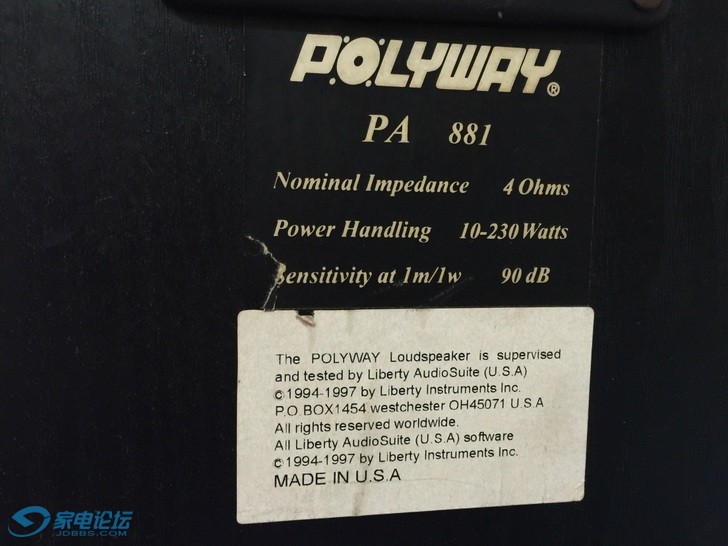 POLYWAY®
PA 881
Nominal Impedance 4 Ohms
Power Handling 10-230 Watts
Sensitivity at 1m/1w 90 dB
The POLYWAY Loudspeaker is supervised
and tested by Liberty AudioSuite (U.S.A)
©1994-1997 by Liberty Instruments Inc.
P.O. BOX1454 westchester OH45071 U.S.A
All rights reserved worldwide.
All Liberty AudioSuite (U.S.A) software
©1994-1997 by Liberty Instruments Inc.
MADE IN U.S.A
家电论坛
JDBBS.COM